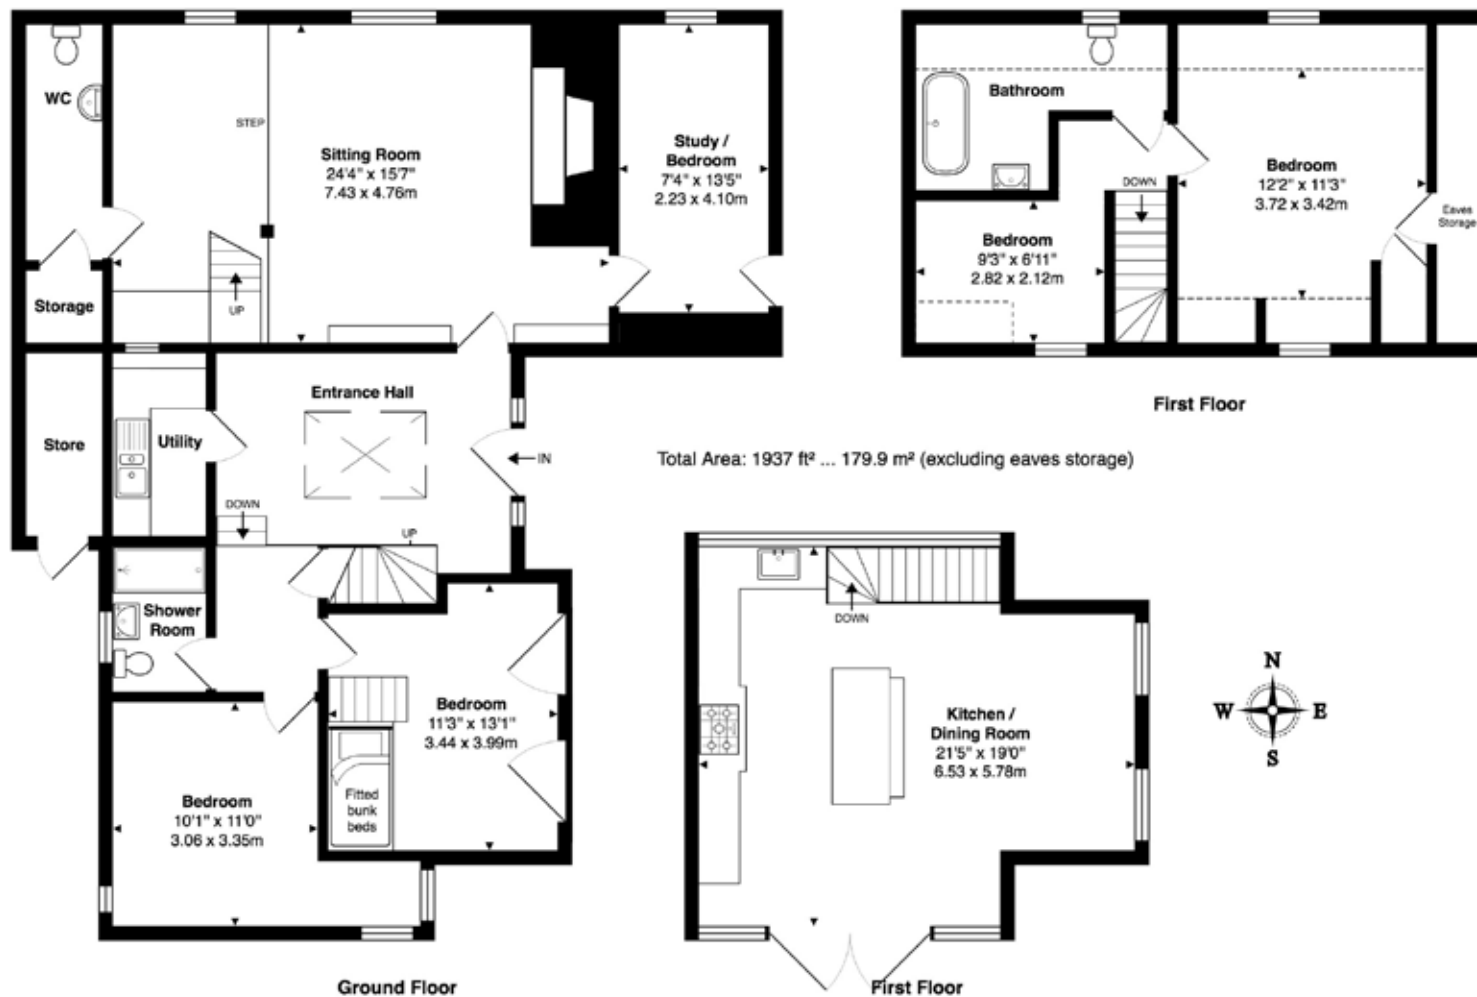 WC
STEP
Sitting Room
24'4" x 15'7"
7.43 x 4.76m
UP
Storage
Study /
Bedroom
7'4" x 13'5"
2.23 x 4.10m
Store
Utility
Entrance Hall
IN
DOWN
UP
Shower
Room
Bedroom
11'3" x 13'1"
3.44 x 3.99m
Fitted
bunk
beds
Bedroom
10'1" x 11'0"
3.06 x 3.35m
Ground Floor
Bathroom
DOWN
Bedroom
12'2" x 11'3"
3.72 x 3.42m
Eaves
Storage
Bedroom
9'3" x 6'11"
2.82 x 2.12m
First Floor
Total Area: 1937 ft² ... 179.9 m² (excluding eaves storage)
DOWN
Kitchen /
Dining Room
21'5" x 19'0"
6.53 x 5.78m
First Floor
N
W E
S